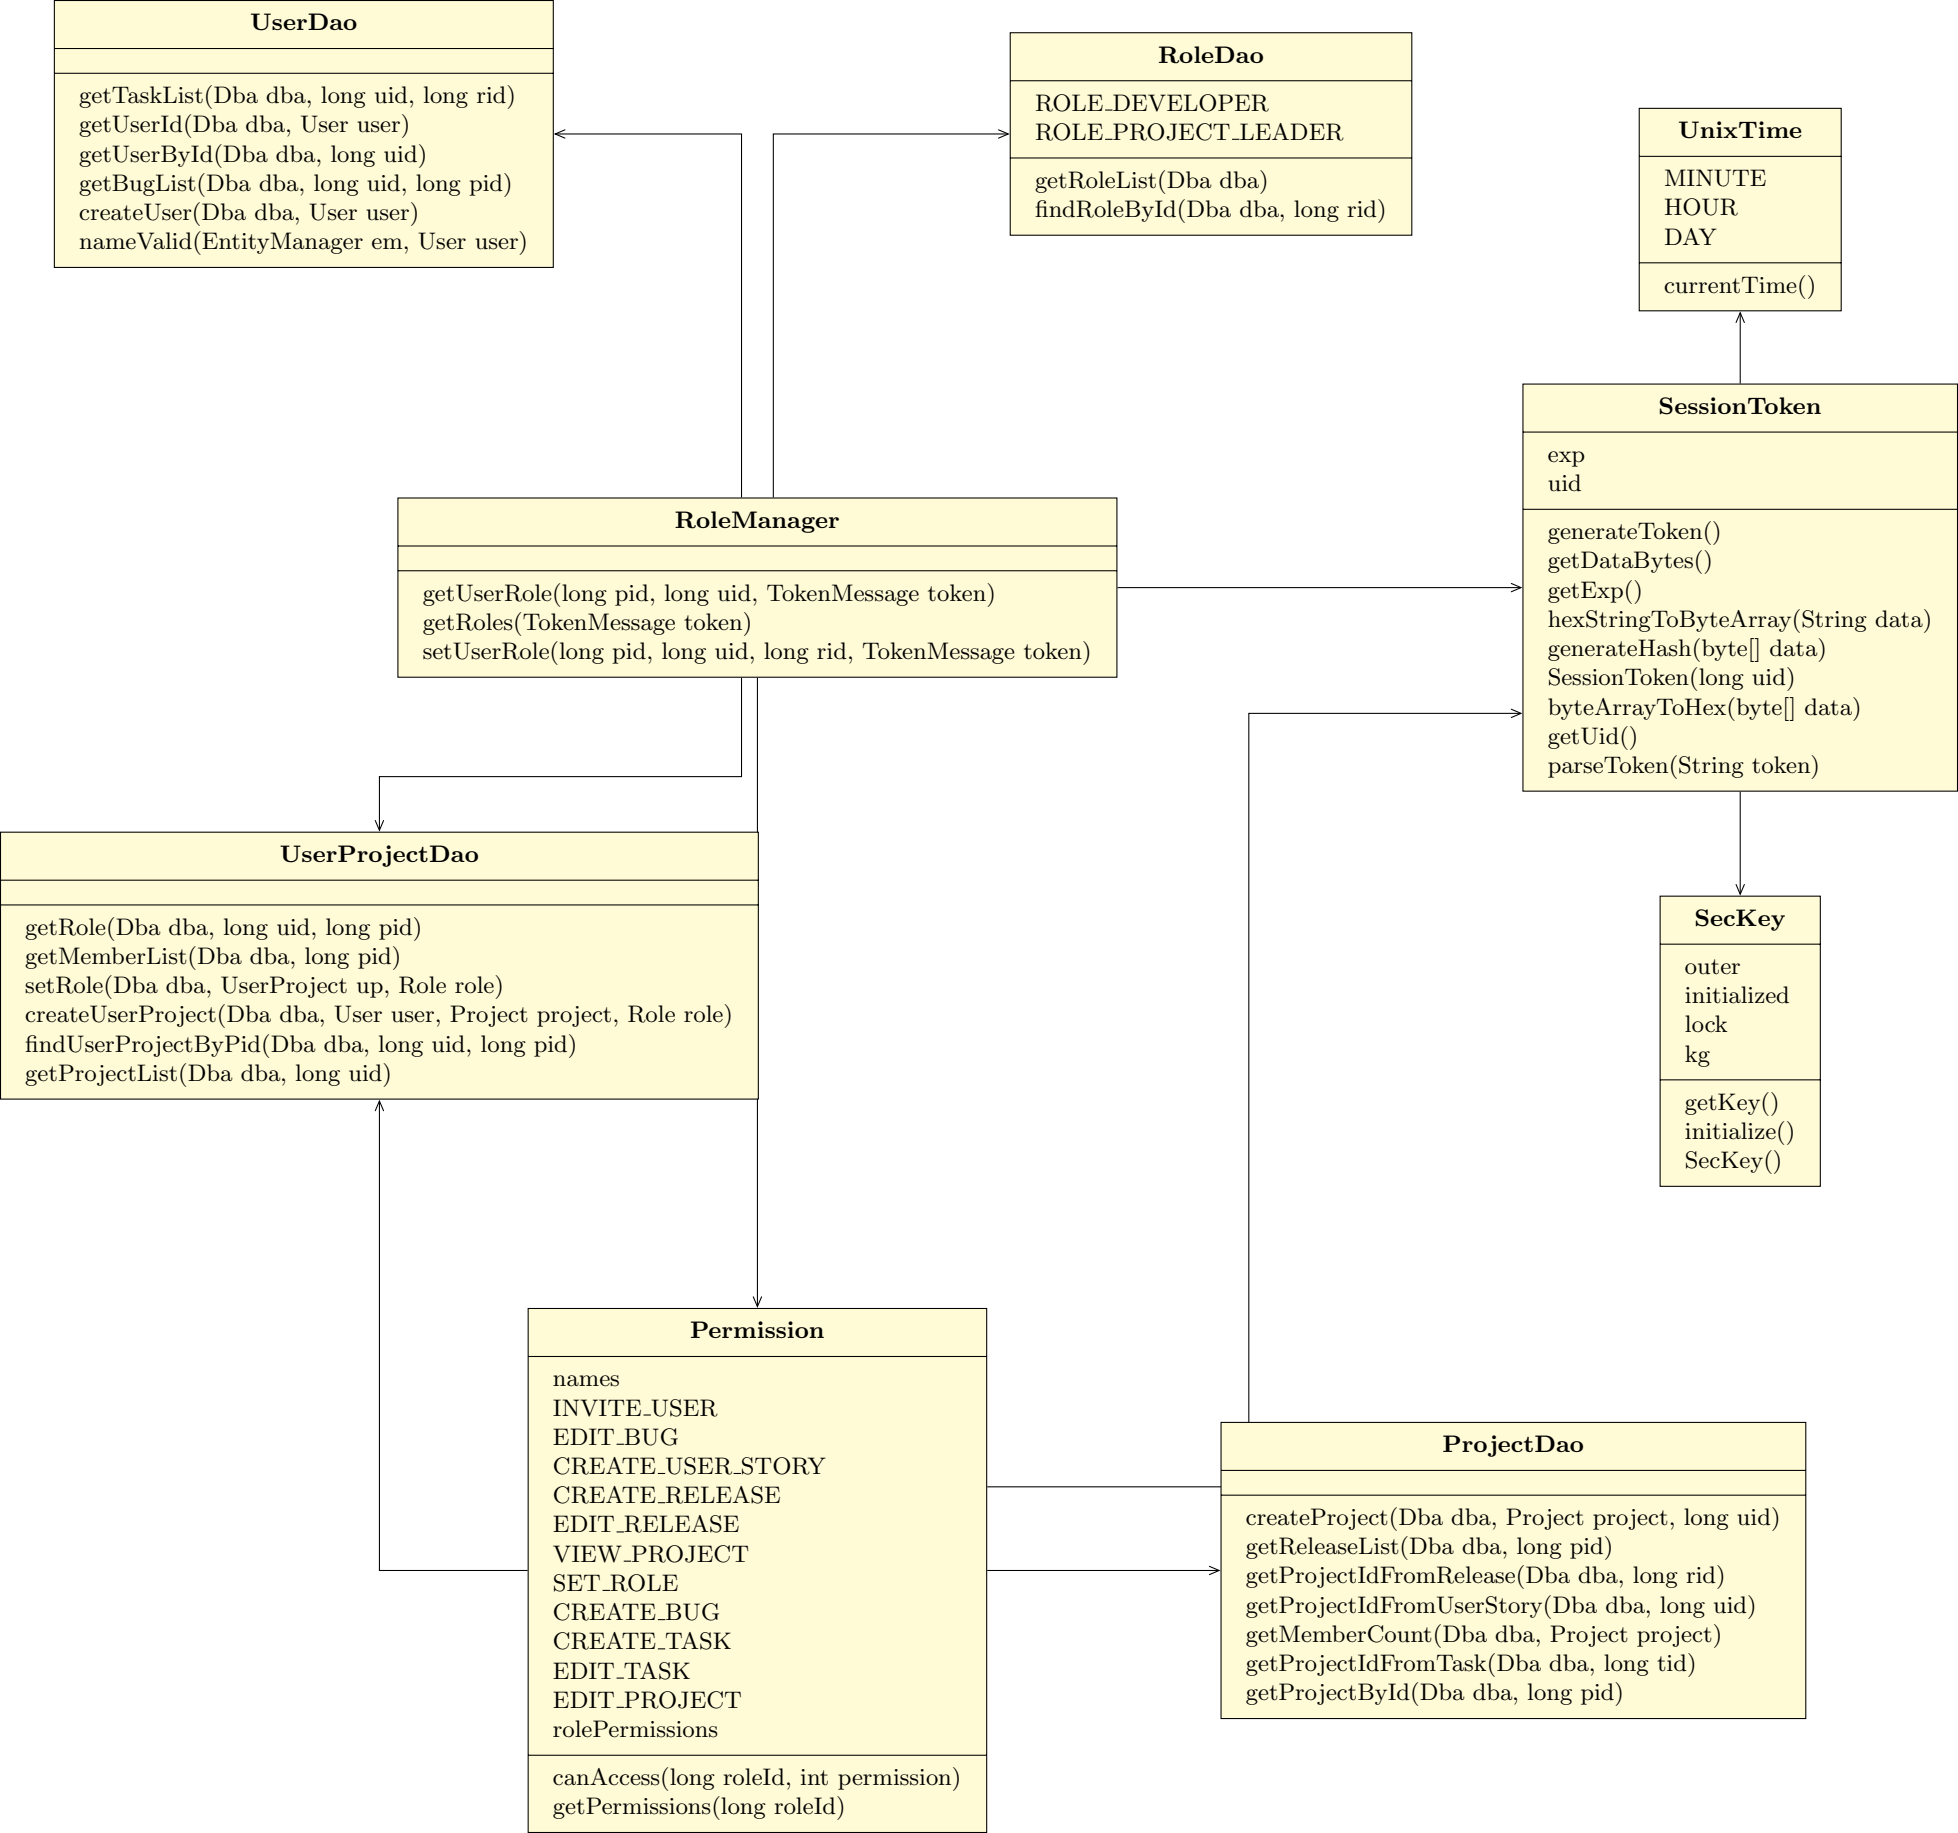 UserDao
getTaskList(Dba dba, long uid, long rid)
getUserId(Dba dba, User user)
getUserById(Dba dba, long uid)
getBugList(Dba dba, long uid, long pid)
createUser(Dba dba, User user)
nameValid(EntityManager em, User user)
RoleDao
ROLE_DEVELOPER
ROLE_PROJECT_LEADER
getRoleList(Dba dba)
findRoleById(Dba dba, long rid)
UnixTime
MINUTE
HOUR
DAY
currentTime()
SessionToken
exp
uid
generateToken()
getDataBytes()
getExp()
hexStringToByteArray(String data)
generateHash(byte[] data)
SessionToken(long uid)
byteArrayToHex(byte[] data)
getUid()
parseToken(String token)
RoleManager
getUserRole(long pid, long uid, TokenMessage token)
getRoles(TokenMessage token)
setUserRole(long pid, long uid, long rid, TokenMessage token)
UserProjectDao
getRole(Dba dba, long uid, long pid)
getMemberList(Dba dba, long pid)
setRole(Dba dba, UserProject up, Role role)
createUserProject(Dba dba, User user, Project project, Role role)
findUserProjectByPid(Dba dba, long uid, long pid)
getProjectList(Dba dba, long uid)
SecKey
outer
initialized
lock
kg
getKey()
initialize()
SecKey()
Permission
names
INVITE_USER
EDIT_BUG
CREATE_USER_STORY
CREATE_RELEASE
EDIT_RELEASE
VIEW_PROJECT
SET_ROLE
CREATE_BUG
CREATE_TASK
EDIT_TASK
EDIT_PROJECT
rolePermissions
canAccess(long roleId, int permission)
getPermissions(long roleId)
ProjectDao
createProject(Dba dba, Project project, long uid)
getReleaseList(Dba dba, long pid)
getProjectIdFromRelease(Dba dba, long rid)
getProjectIdFromUserStory(Dba dba, long uid)
getMemberCount(Dba dba, Project project)
getProjectIdFromTask(Dba dba, long tid)
getProjectById(Dba dba, long pid)